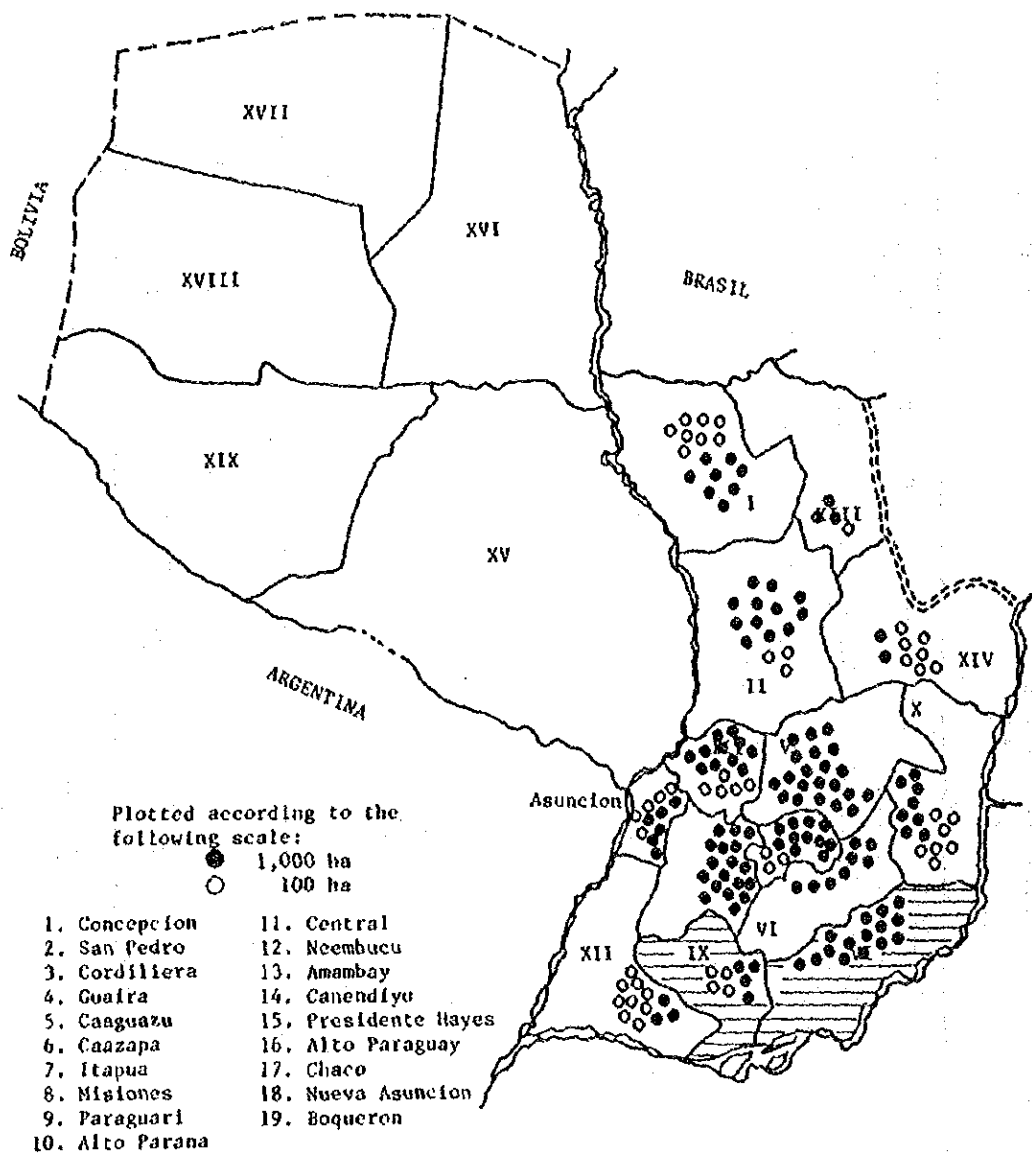 XVII
BOLIVIA
XVI
XVIII
BRASIL
XIX
I
XV
XIV
II
X
ARGENTINA
V
Asuncion
Plotted according to the
following scale:
1,000 ha
100 ha
VI
XII
IX
1. Concepcion
2. San Pedro
3. Cordiliera
4. Guaira
5. Caaguazu
6. Caazapa
7. Itapua
8. Misiones
9. Paraguari
10. Alto Parana
11. Central
12. Neembucu
13. Amambay
14. Canendiyu
15. Presidente Hayes
16. Alto Paraguay
17. Chaco
18. Nueva Asuncion
19. Boqueron